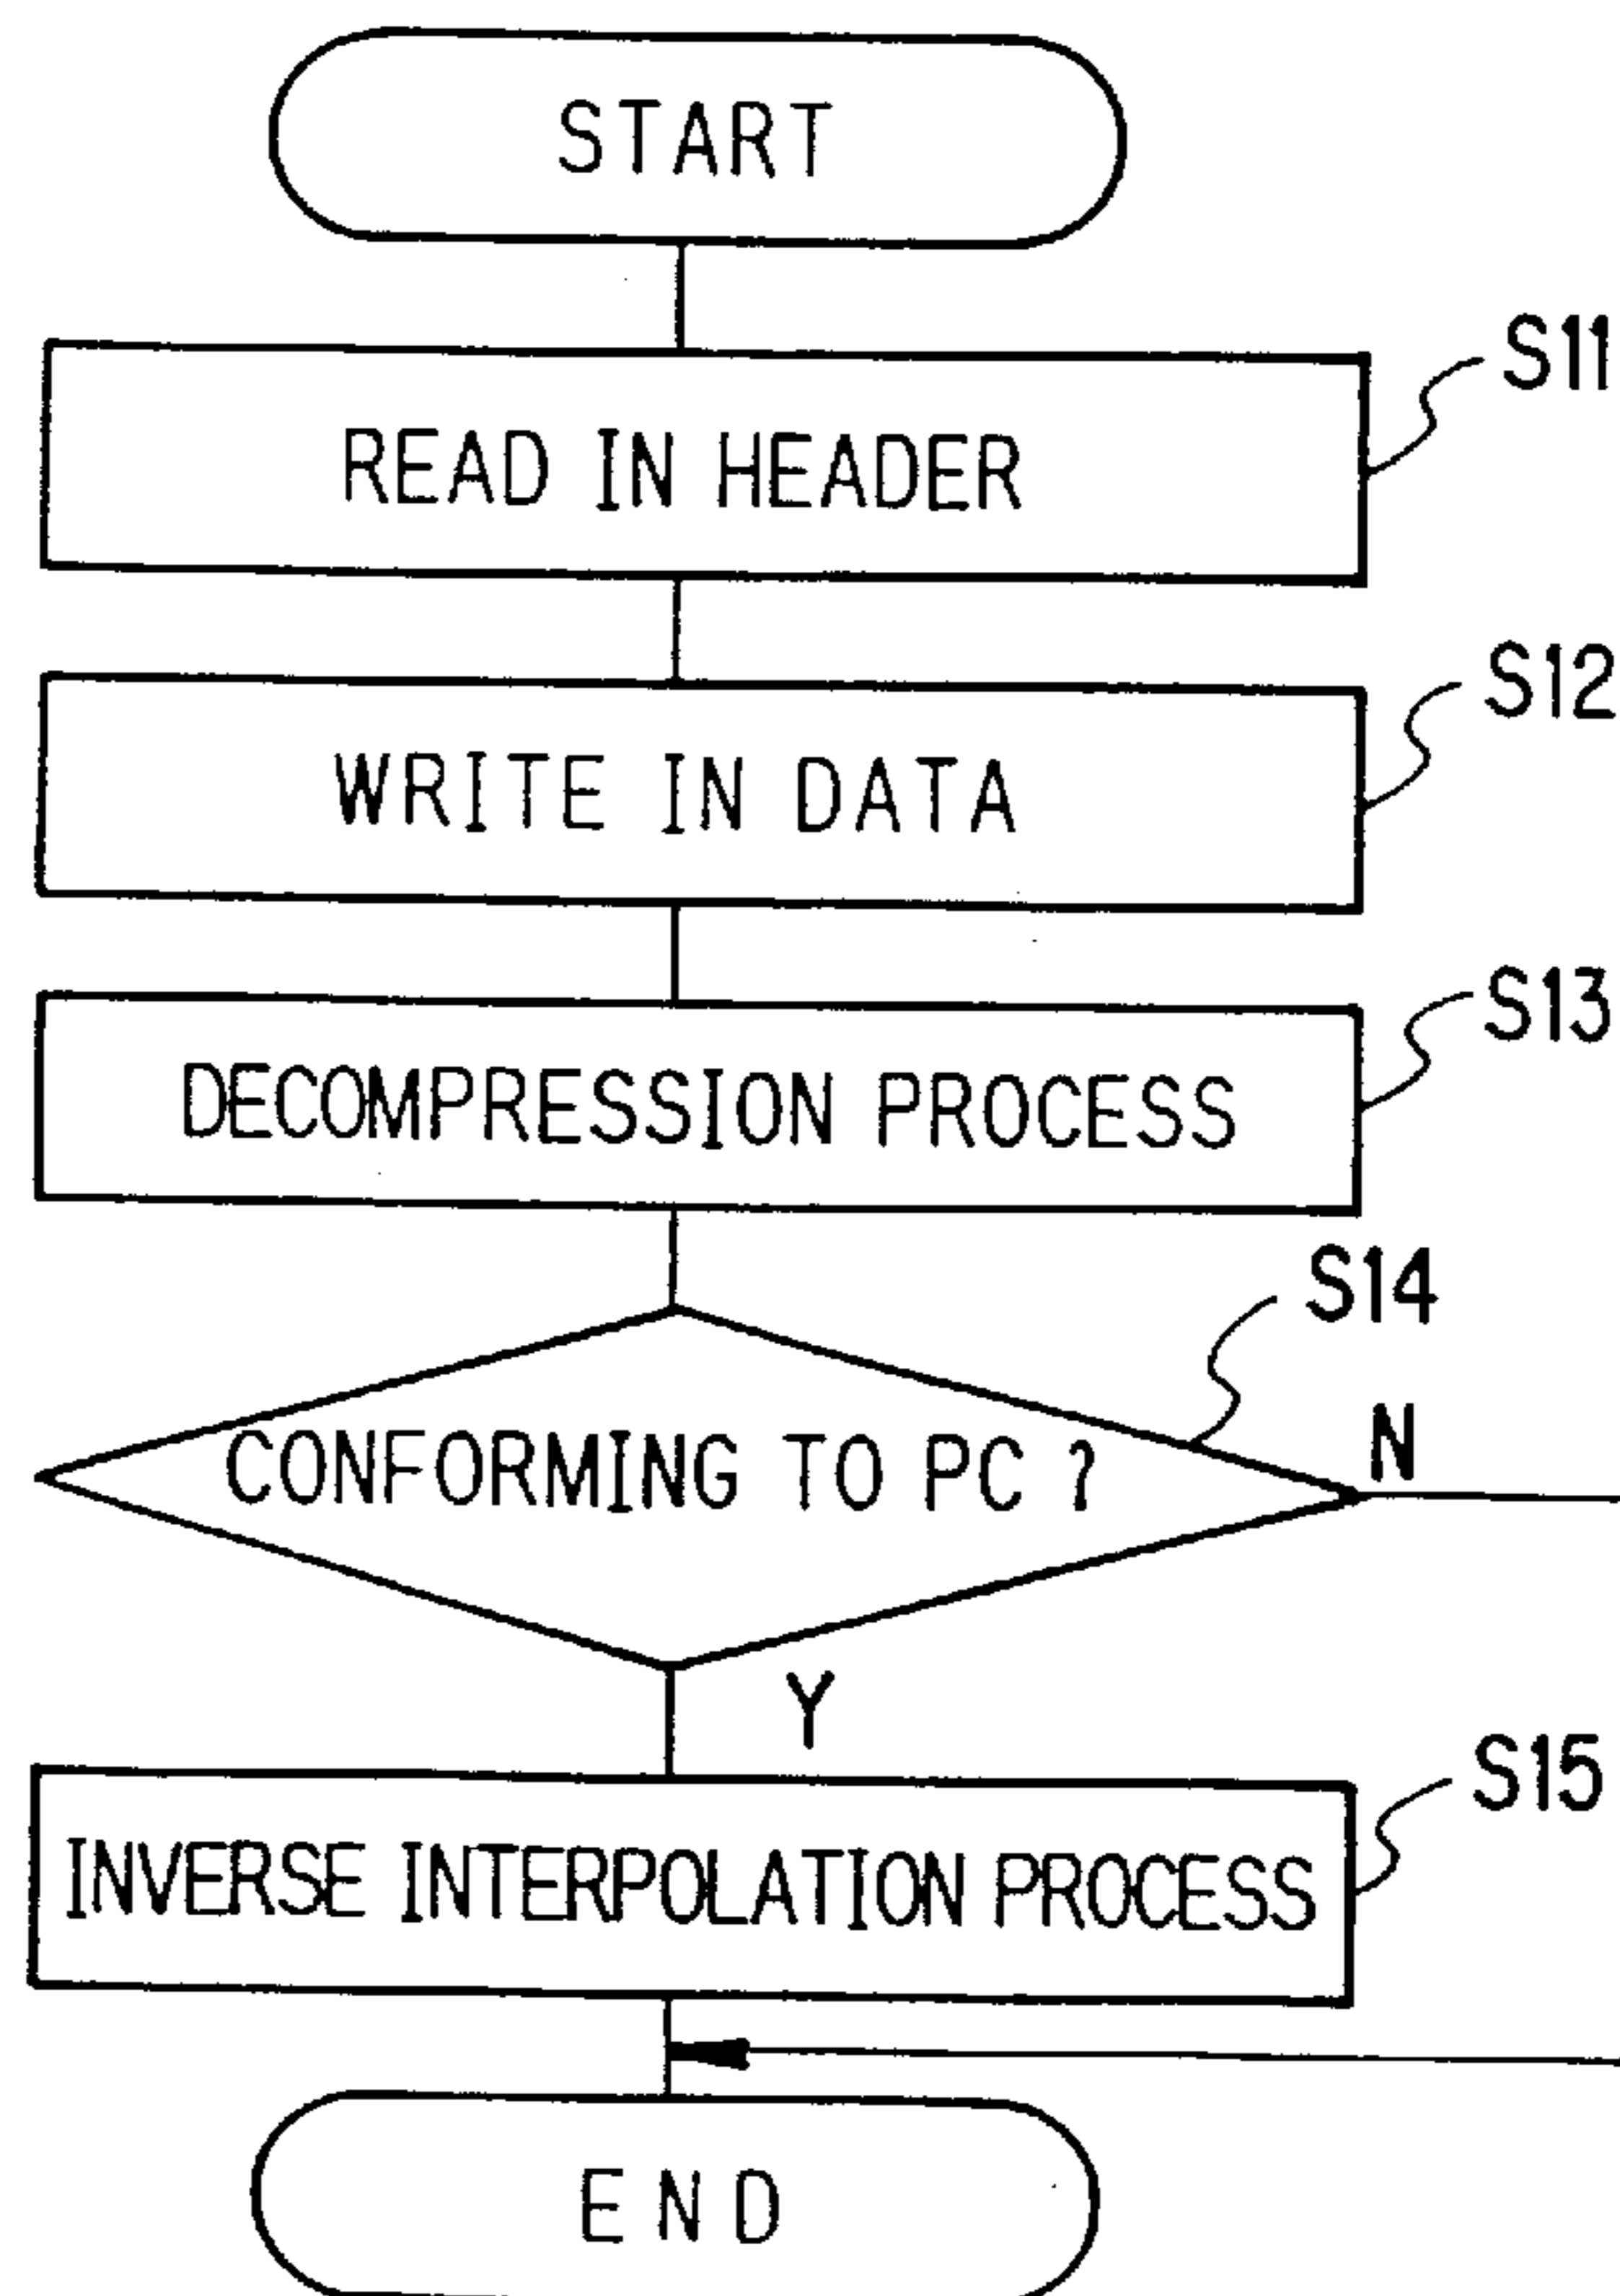 START
S11
READ IN HEADER
S12
WRITE IN DATA
S13
DECOMPRESSION PROCESS
S14
CONFORMING TO PC ?
N
Y
S15
INVERSE INTERPOLATION PROCESS
END